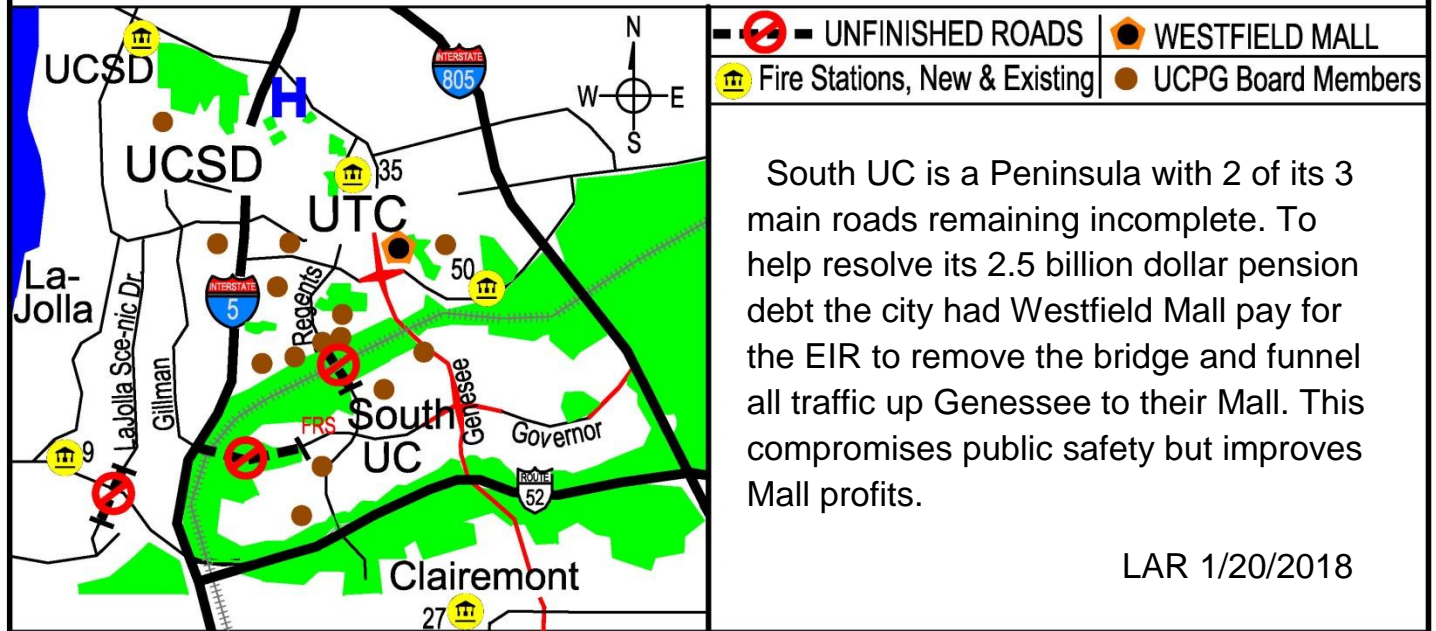 UCSD
UCSD
INTERSTATE
805
N
W
E
S
35
UTC
50
La-
Jolla
LaJolla Sce-nic Dr.
Gillman
INTERSTATE
5
Regents
Genesee
FRS
South
UC
Governor
9
ROUTE
52
Clairemont
27
H
UNFINISHED ROADS
WESTFIELD MALL
Fire Stations, New & Existing
UCPG Board Members
South UC is a Peninsula with 2 of its 3
main roads remaining incomplete. To
help resolve its 2.5 billion dollar pension
debt the city had Westfield Mall pay for
the EIR to remove the bridge and funnel
all traffic up Genessee to their Mall. This
compromises public safety but improves
Mall profits.
LAR 1/20/2018